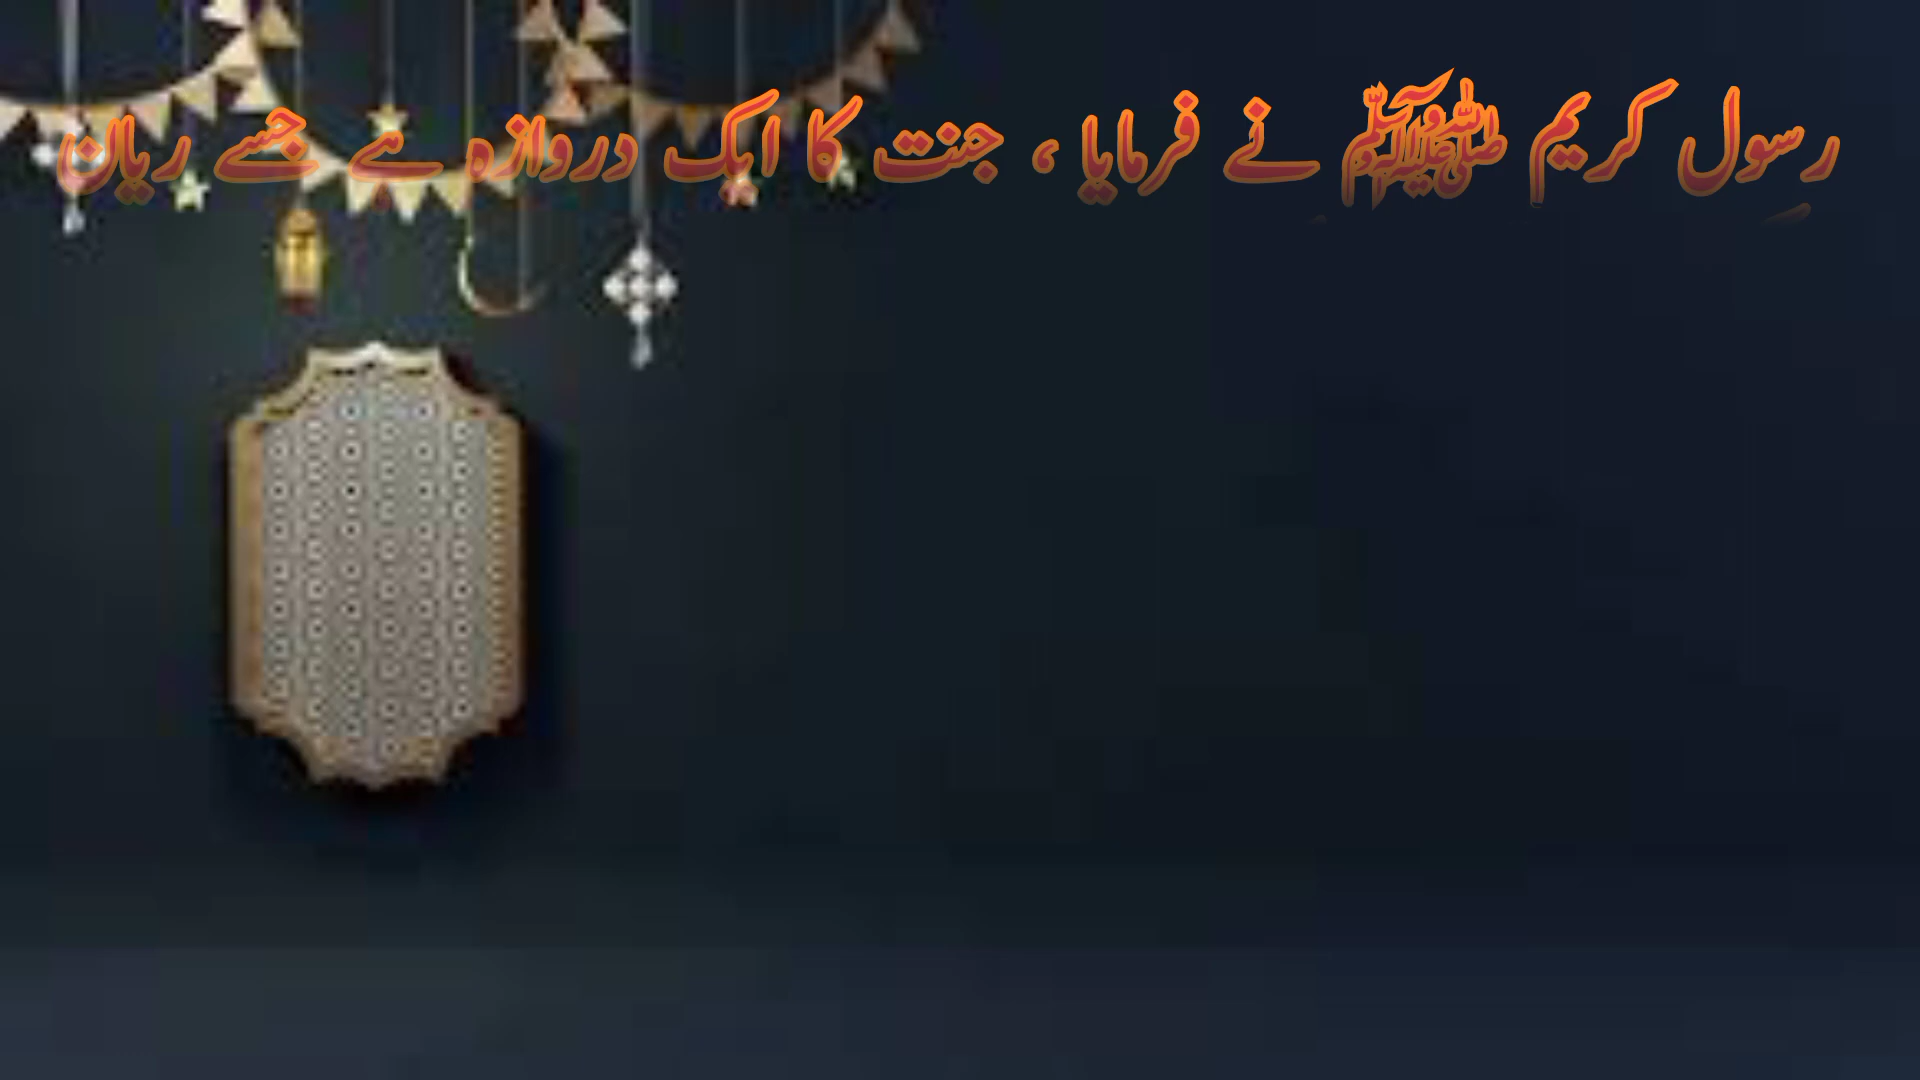 رسول کریم ﷺ نے فرمایا ، جنت کا ایک دروازہ ہے جسے ریان